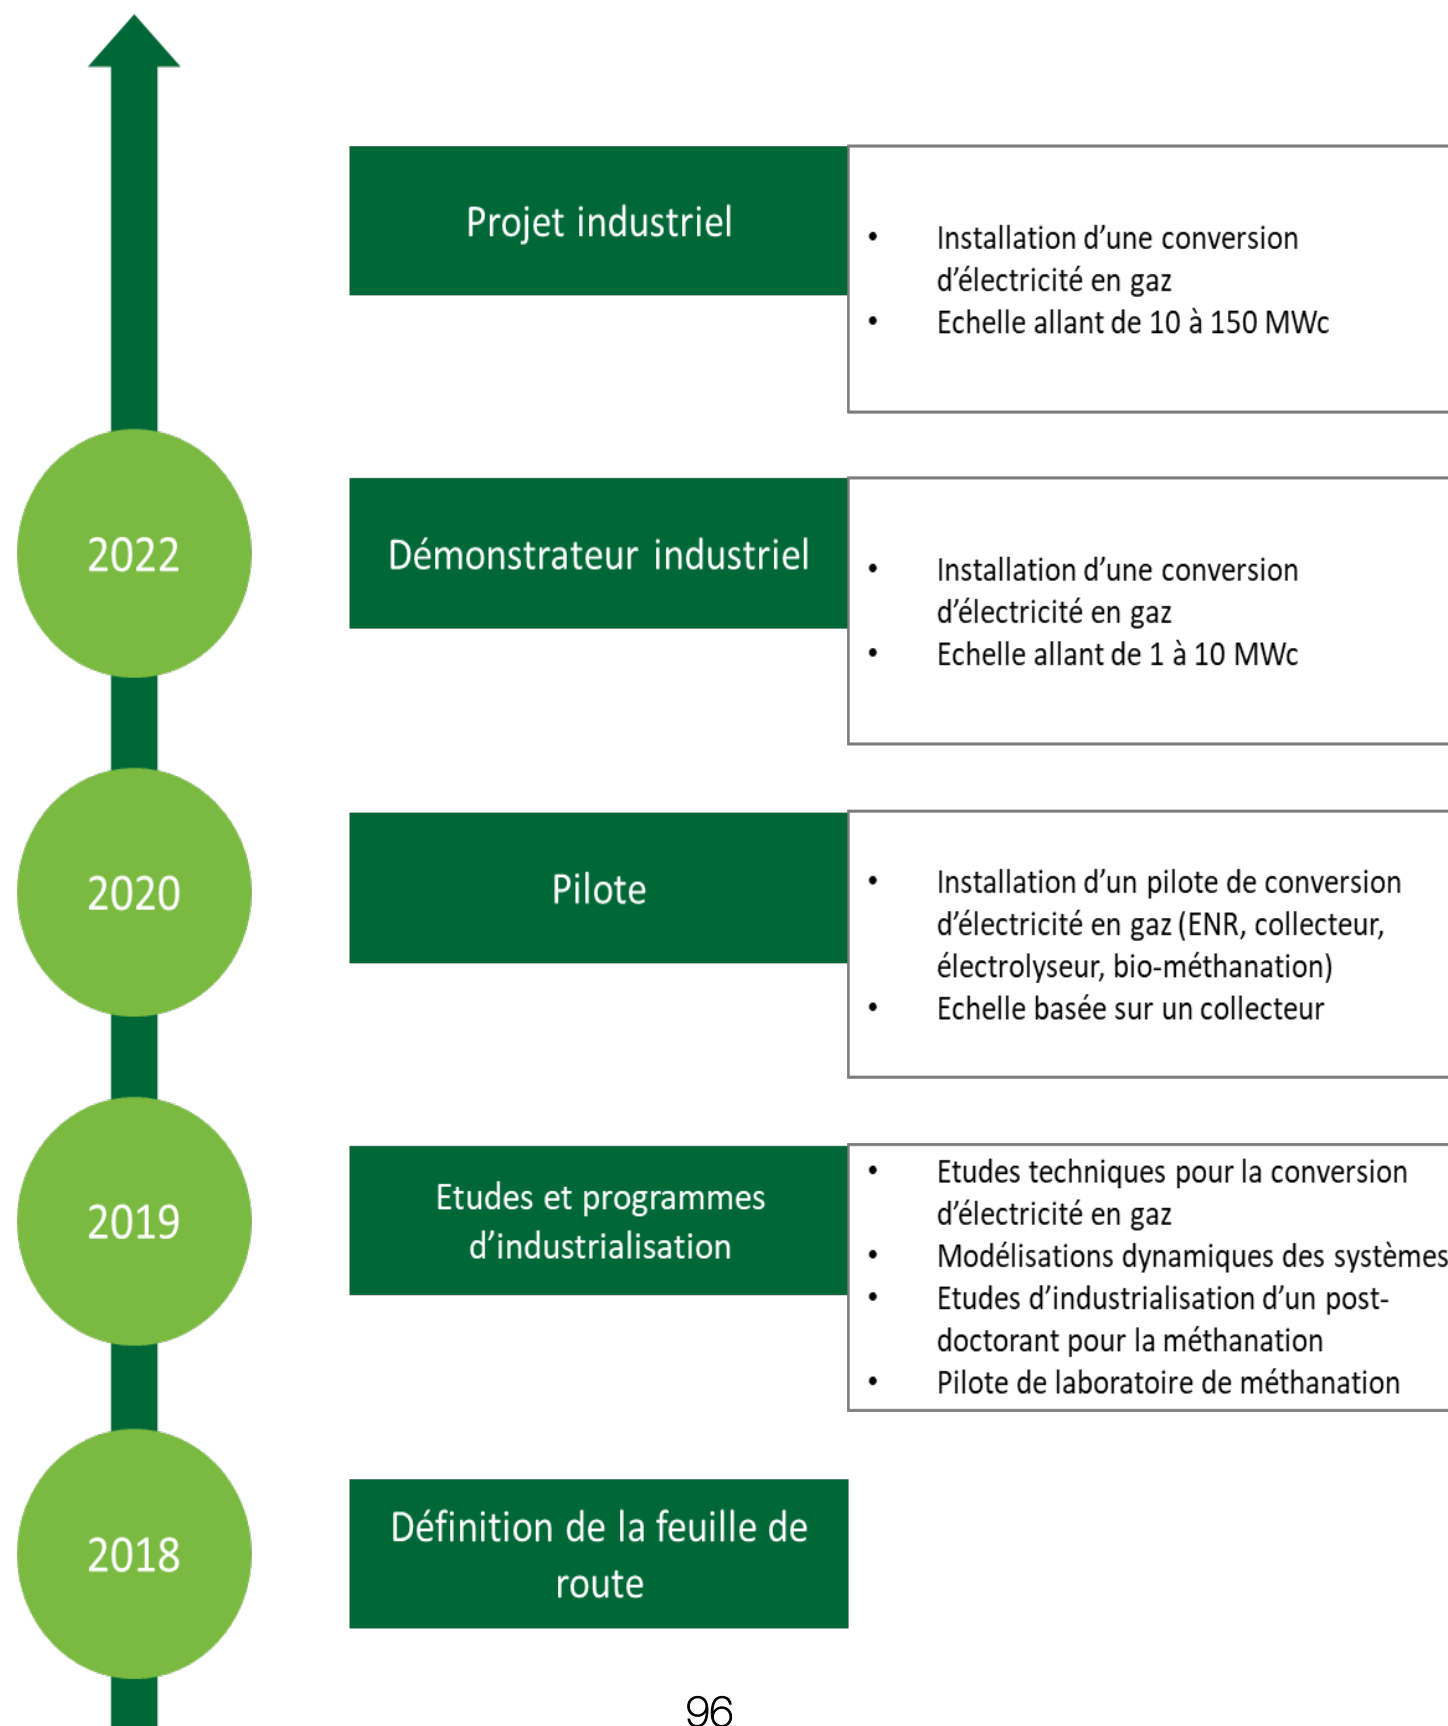 Projet industriel
• Installation d’une conversion
d’électricité en gaz
• Echelle allant de 10 à 150 MWc
2022
Démonstrateur industriel
• Installation d’une conversion
d’électricité en gaz
• Echelle allant de 1 à 10 MWc
2020
Pilote
• Installation d’un pilote de conversion
d’électricité en gaz (ENR, collecteur,
électrolyseur, bio-méthanation)
• Echelle basée sur un collecteur
2019
Etudes et programmes
d’industrialisation
• Etudes techniques pour la conversion
d’électricité en gaz
• Modélisations dynamiques des systèmes
• Etudes d’industrialisation d’un post-
doctorant pour la méthanation
• Pilote de laboratoire de méthanation
2018
Définition de la feuille de
route
96